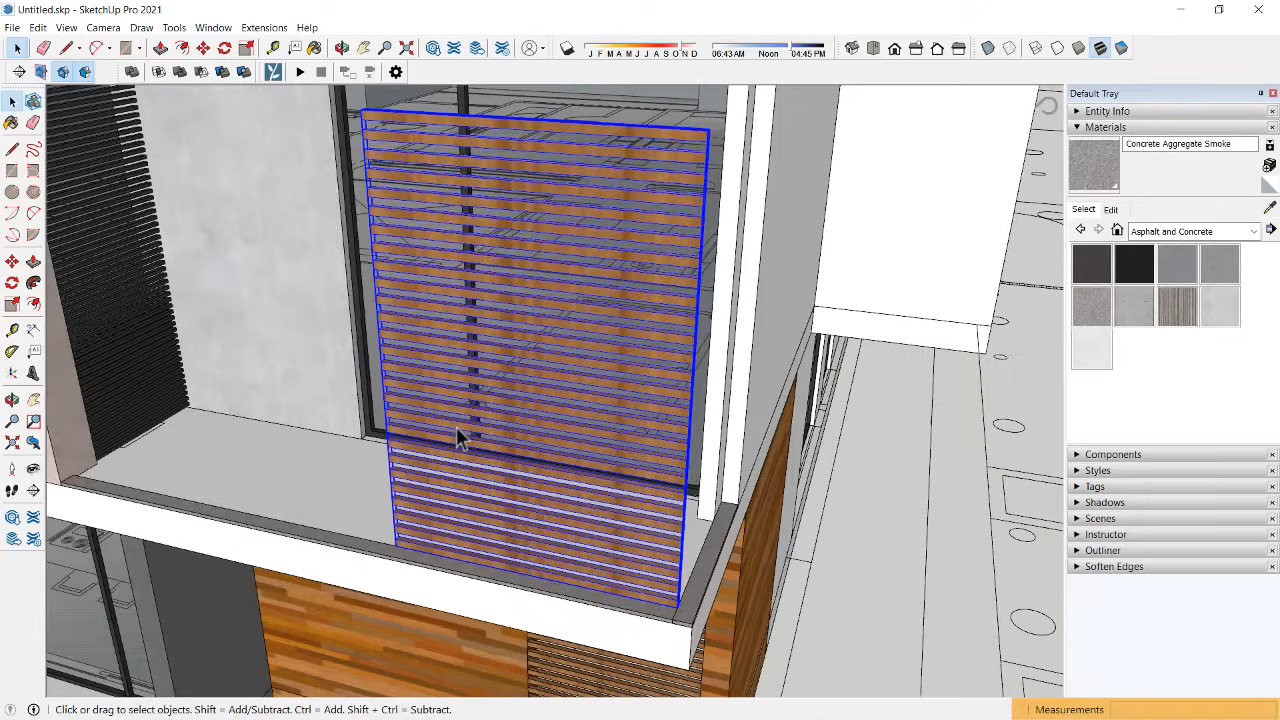 Untitled.skp - SketchUp Pro 2021
File Edit View Camera Draw Tools Window Extensions Help
J F M A M J J A S O N D
06:43 AM Noon 04:45 PM
Default Tray
Entity Info
Materials
Concrete Aggregate Smoke
Select Edit
Asphalt and Concrete
Components
Styles
Tags
Shadows
Scenes
Instructor
Outliner
Soften Edges
Click or drag to select objects. Shift = Add/Subtract. Ctrl = Add. Shift + Ctrl = Subtract.
Measurements